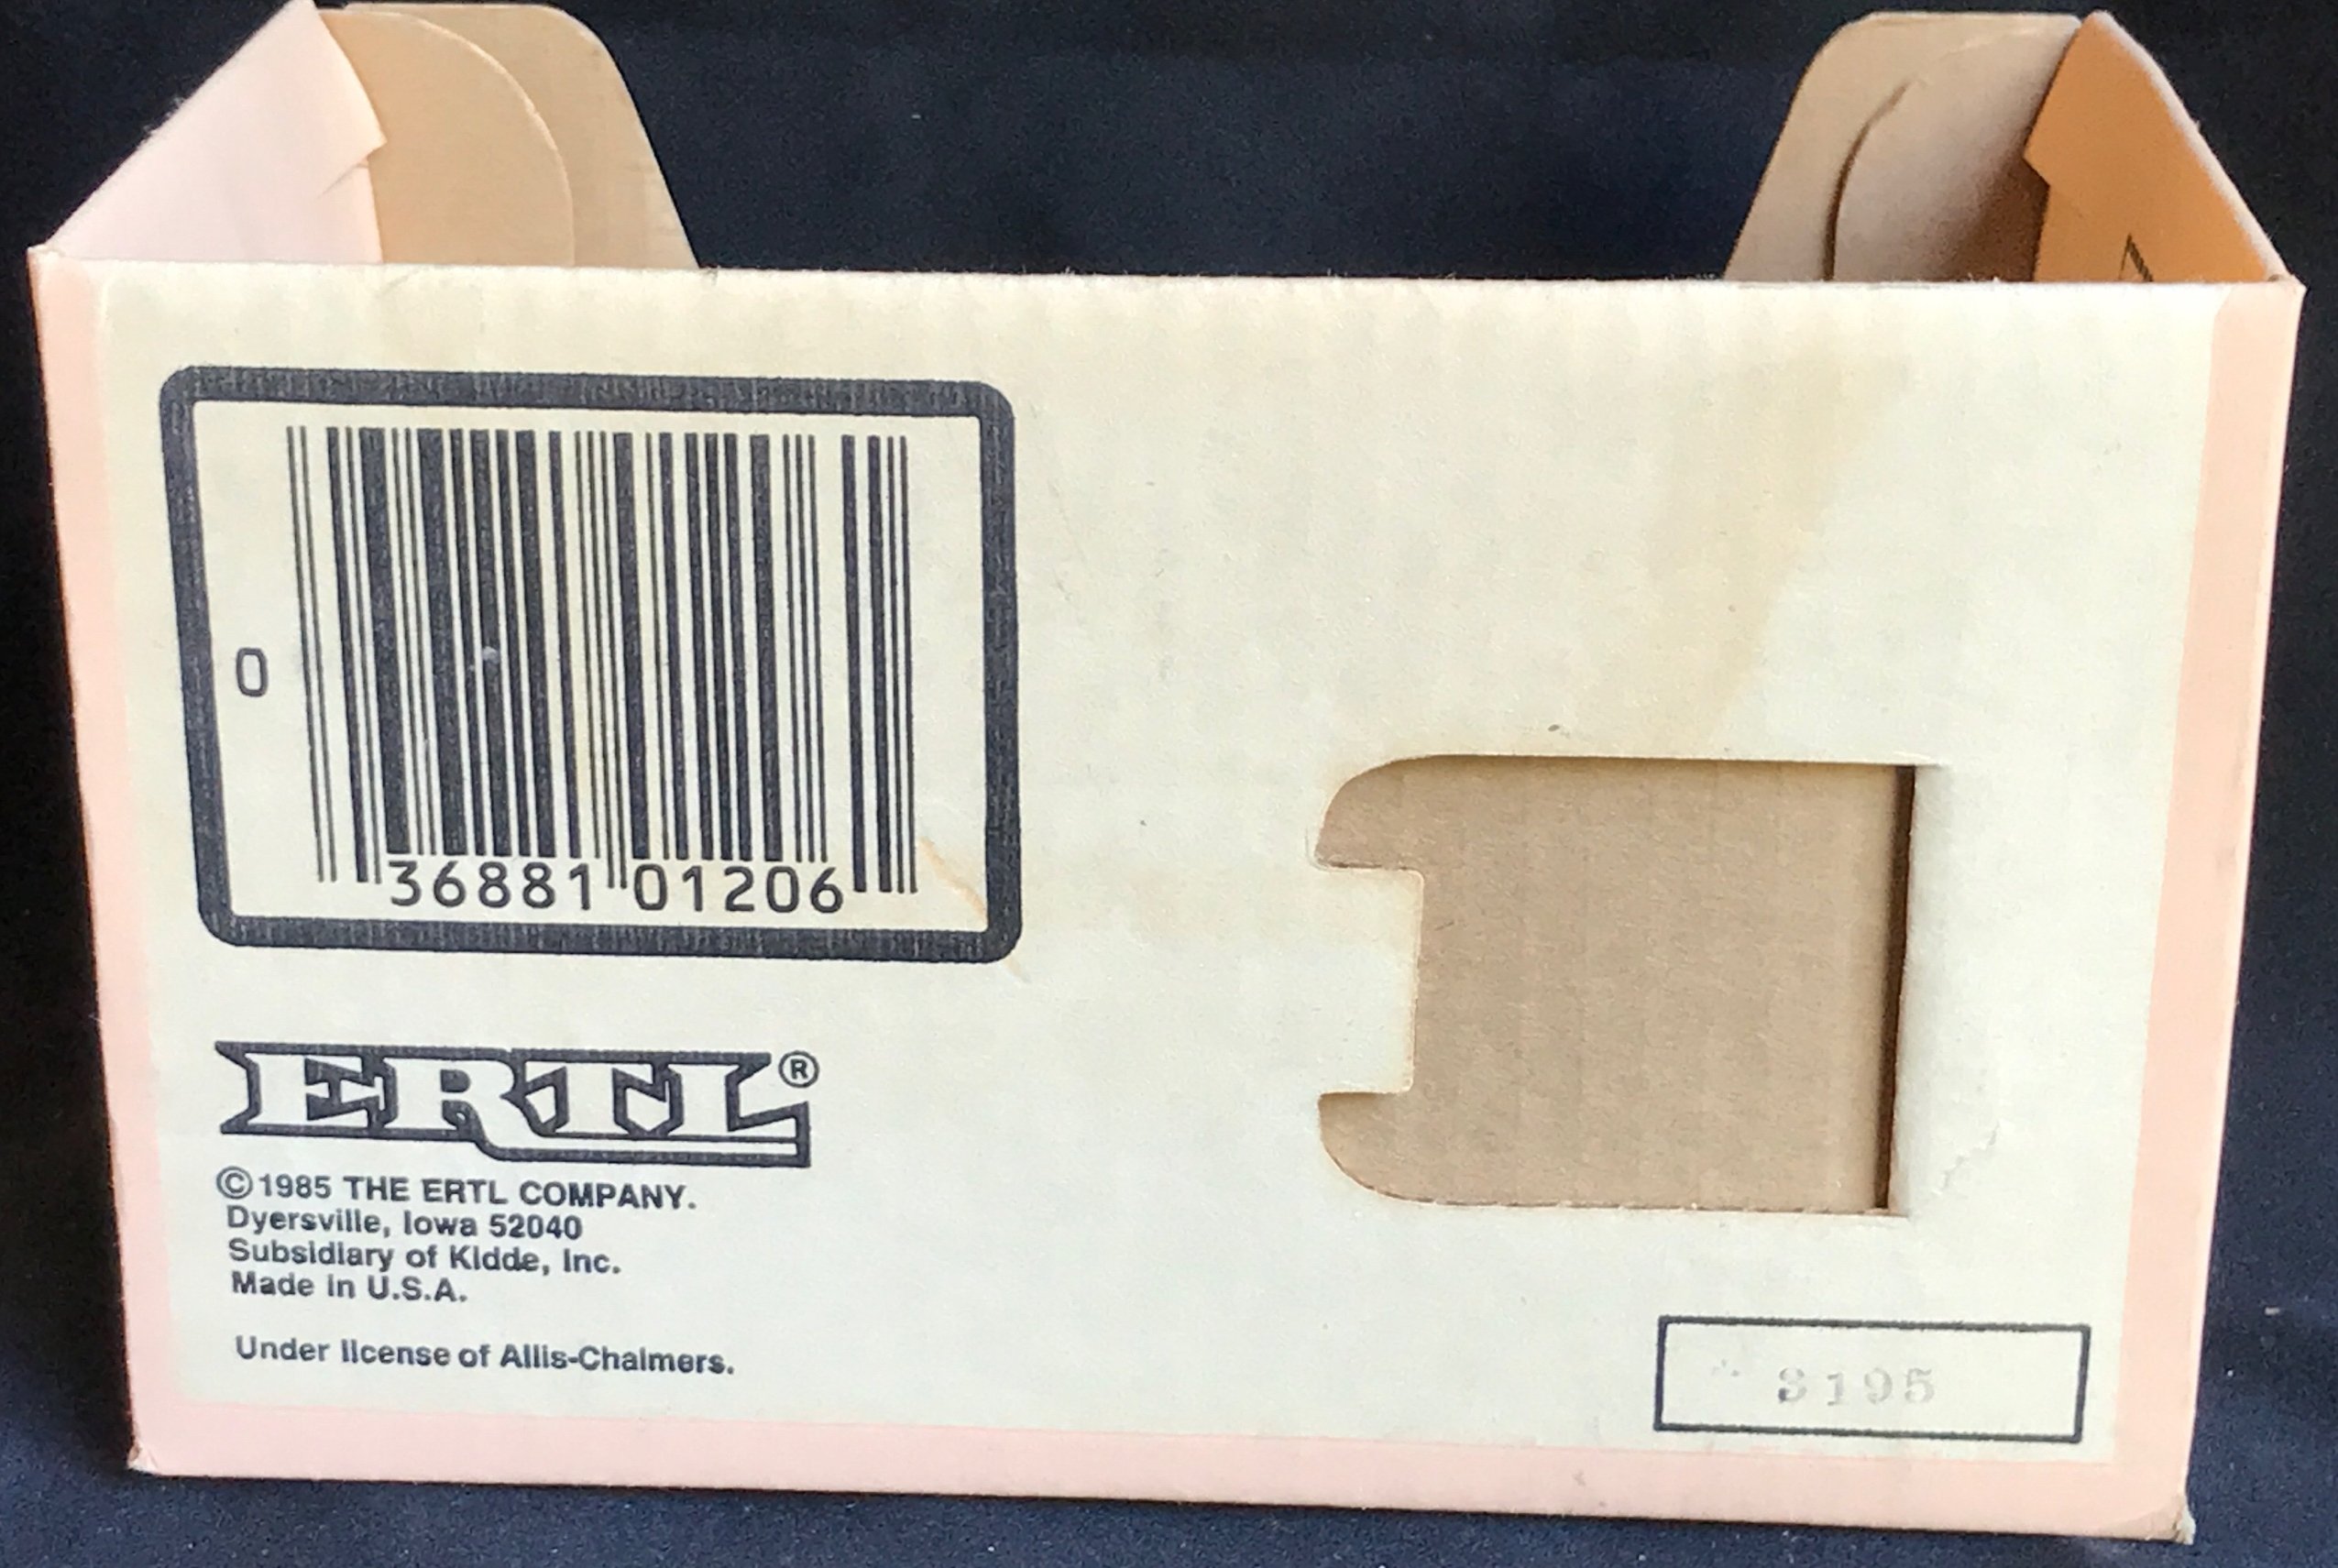 0
36881 01206
ERTL®
©1985 THE ERTL COMPANY.
Dyersville, Iowa 52040
Subsidiary of Kidde, Inc.
Made in U.S.A.
Under license of Allis-Chalmers.
3195